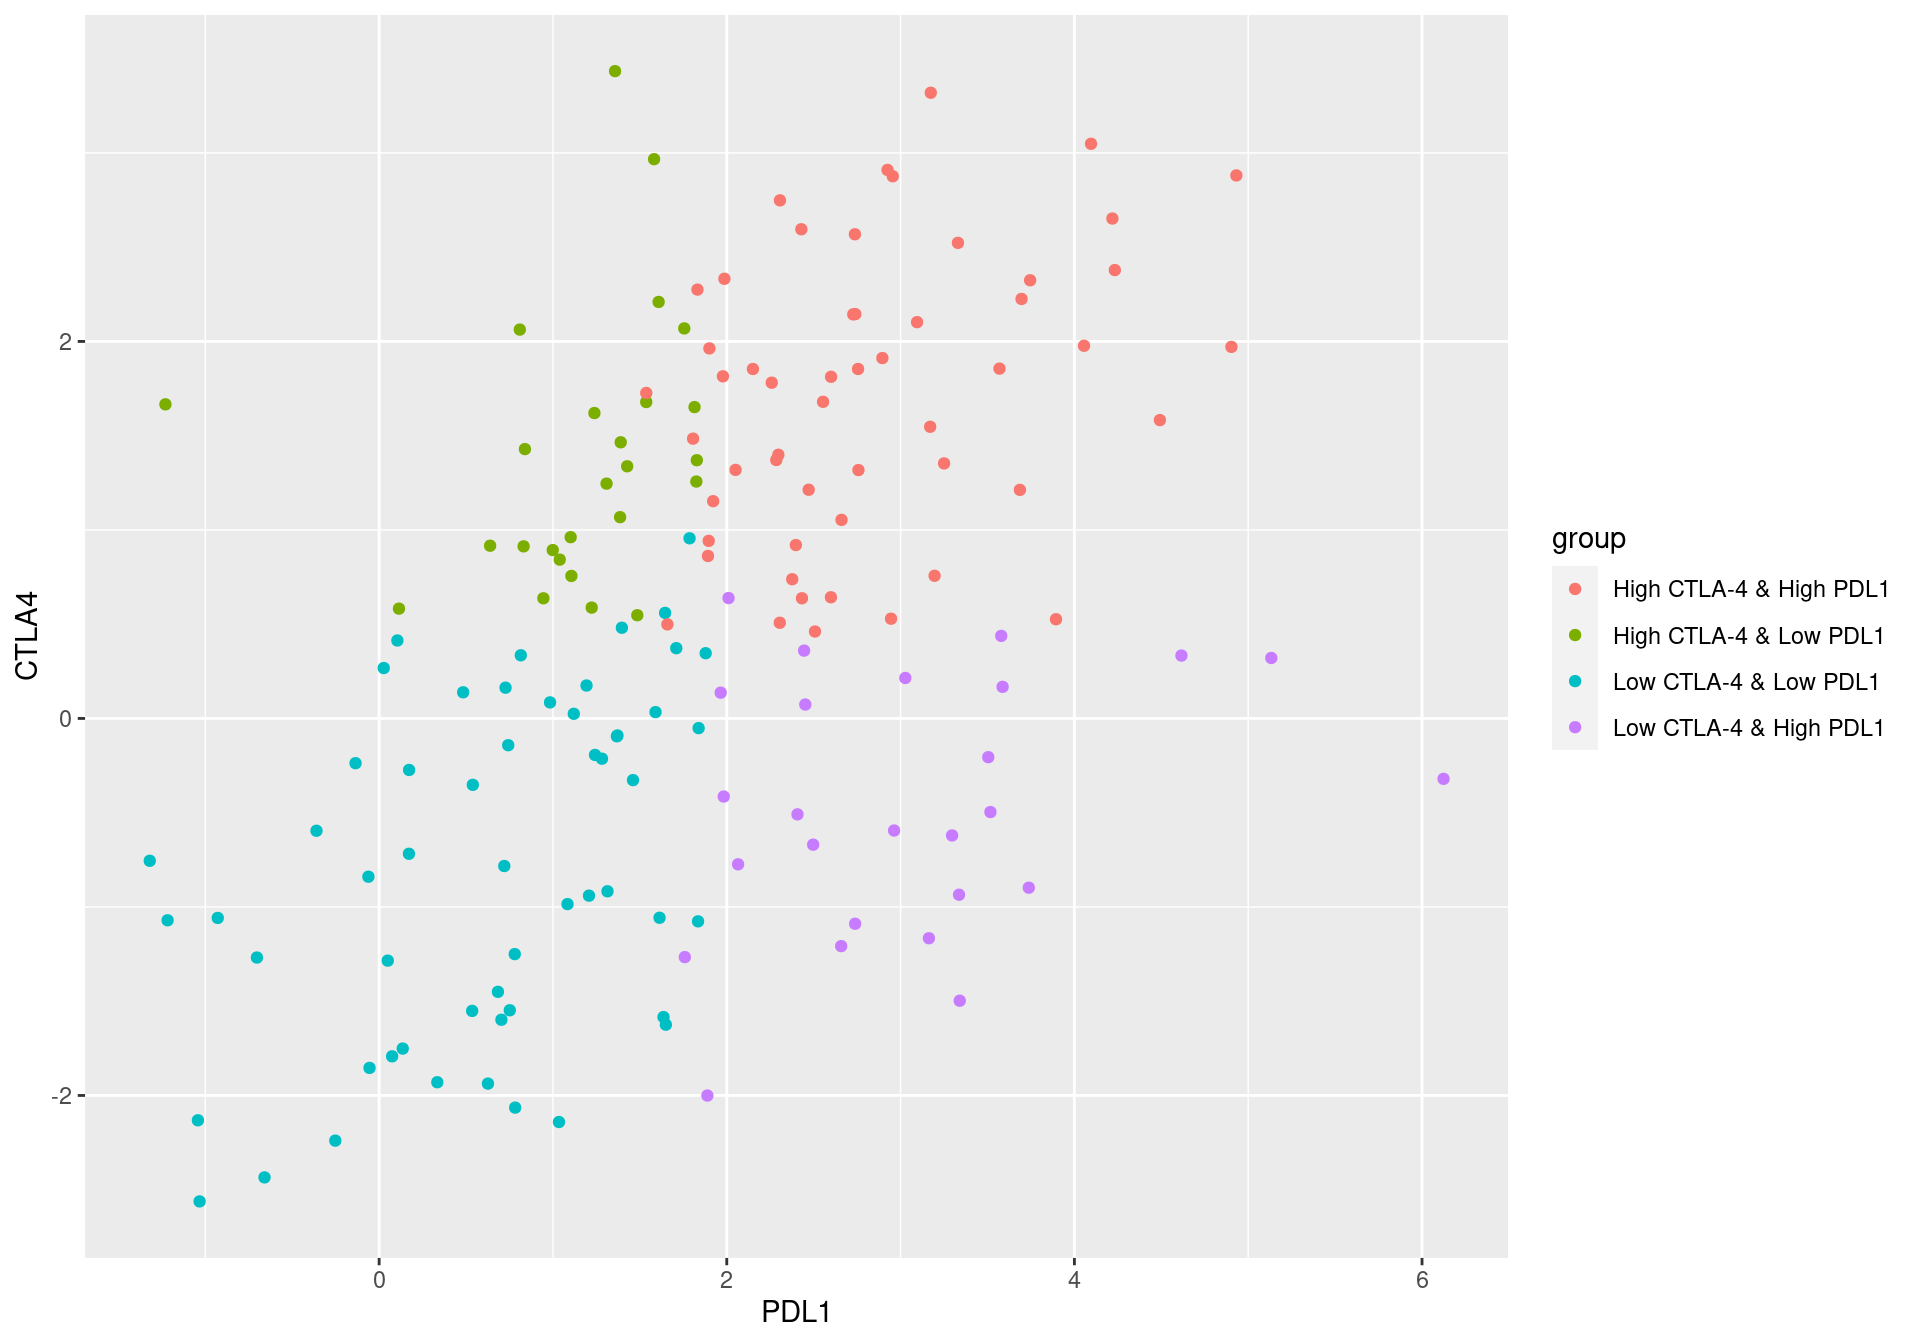 CTLA4
2
0
-2
0
2
4
6
PDL1
group
High CTLA-4 & High PDL1
High CTLA-4 & Low PDL1
Low CTLA-4 & Low PDL1
Low CTLA-4 & High PDL1